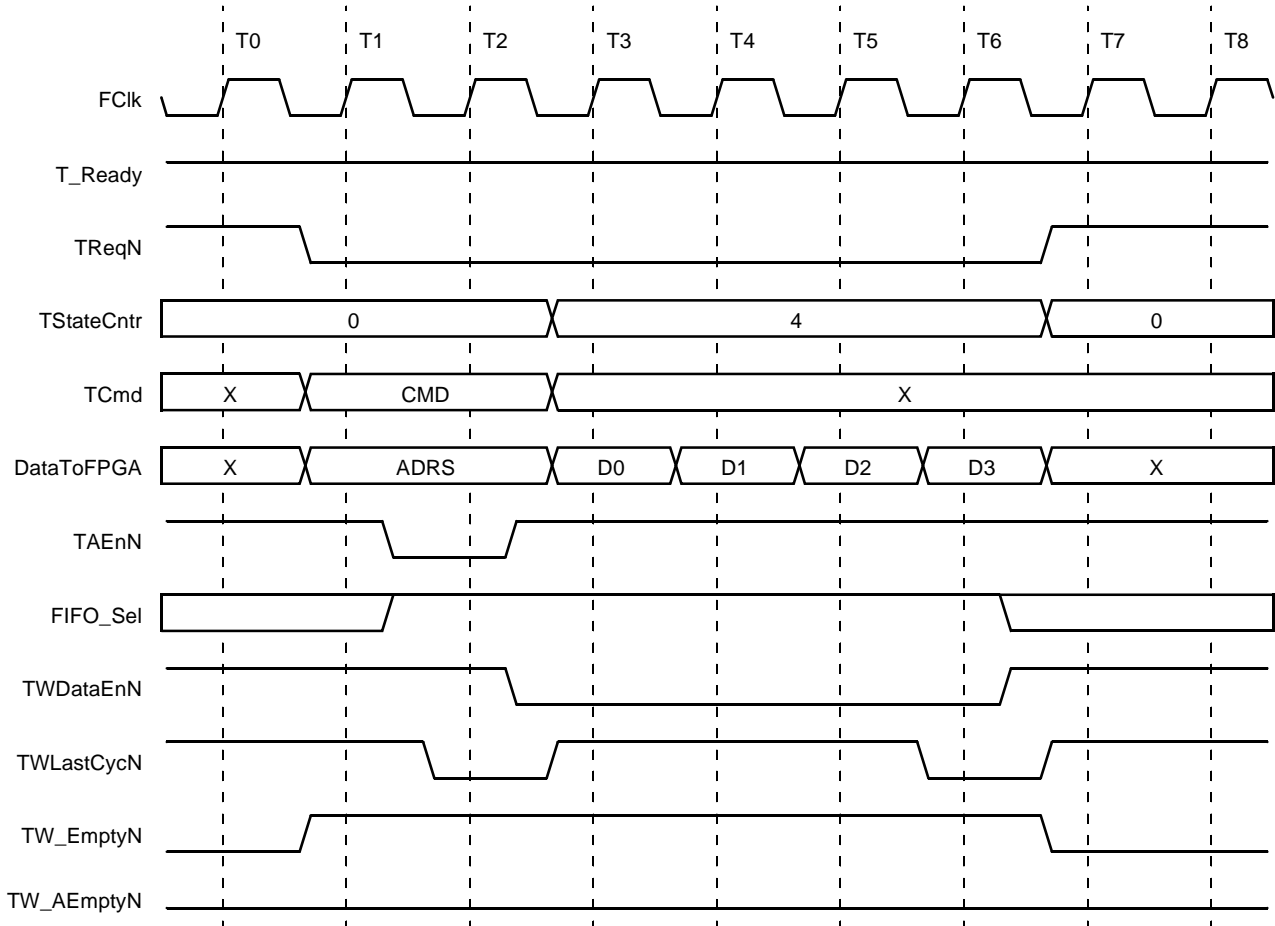 T0 T1 T2 T3 T4 T5 T6 T7 T8
FClk
T_Ready
TReqN
TStateCntr 0 4 0
TCmd X CMD X
DataToFPGA X ADRS D0 D1 D2 D3 X
TAEnN
FIFO_Sel
TWDataEnN
TWLastCycN
TW_EmptyN
TW_AEmptyN